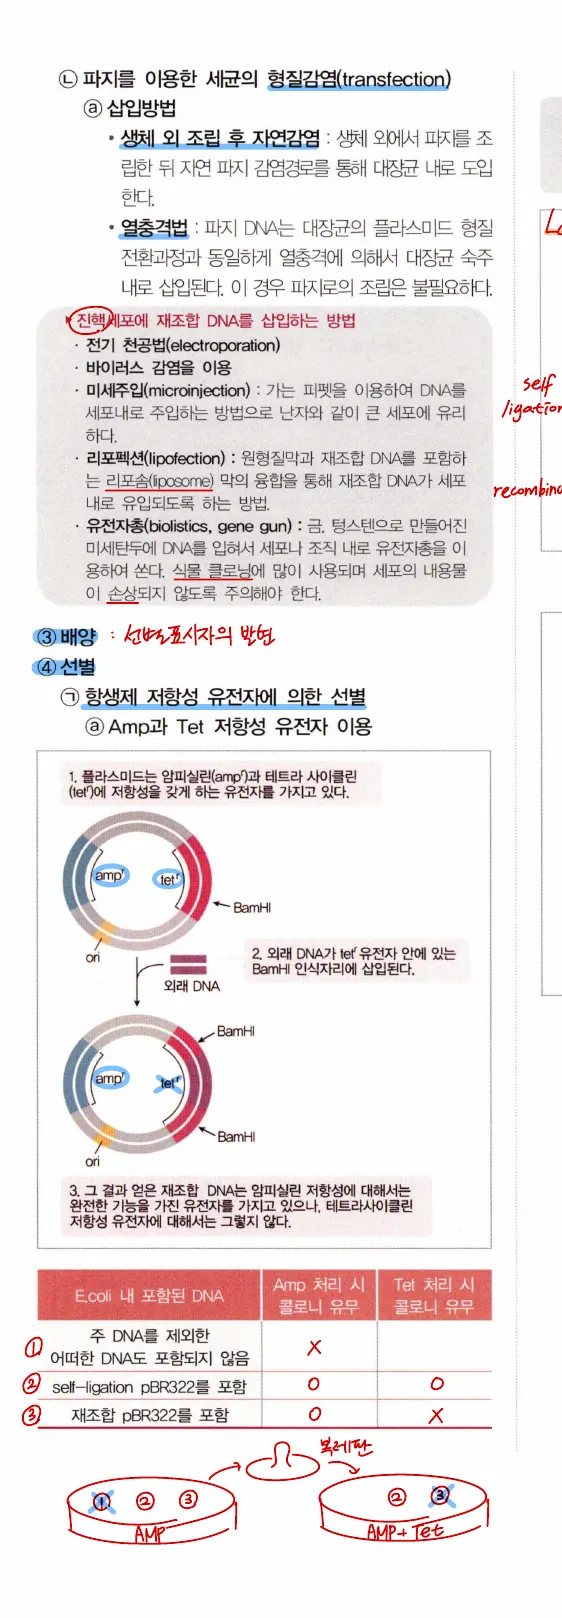 ㉡ 파지를 이용한 세균의 형질감염(transfection)
ⓐ 삽입방법
• 생체 외 조립 후 자연감염 : 생체 외에서 파지를 조
립한 뒤 자연 파지 감염경로를 통해 대장균 내로 도입
한다.
• 열충격법 : 파지 DNA는 대장균의 플라스미드 형질
전환과정과 동일하게 열충격에 의해서 대장균 숙주
내로 삽입된다. 이 경우 파지로의 조립은 불필요하다.
진핵세포에 재조합 DNA를 삽입하는 방법
· 전기 천공법(electroporation)
· 바이러스 감염을 이용
· 미세주입(microinjection) : 가는 피펫을 이용하여 DNA를
세포내로 주입하는 방법으로 난자와 같이 큰 세포에 유리
하다.
· 리포펙션(lipofection) : 원형질막과 재조합 DNA를 포함하
는 리포솜(liposome) 막의 융합을 통해 재조합 DNA가 세포
내로 유입되도록 하는 방법.
· 유전자총(biolistics, gene gun) : 금, 텅스텐으로 만들어진
미세탄두에 DNA를 입혀서 세포나 조직 내로 유전자총을 이
용하여 쏜다. 식물 클로닝에 많이 사용되며 세포의 내용물
이 손상되지 않도록 주의해야 한다.
self
ligation
③ 배양 : 선별표시자의 발현
④ 선별
㉠ 항생제 저항성 유전자에 의한 선별
ⓐ Amp과 Tet 저항성 유전자 이용
1. 플라스미드는 암피실린(ampʳ)과 테트라 사이클린
(tetʳ)에 저항성을 갖게 하는 유전자를 가지고 있다.
ampʳ tetʳ
BamHI
ori
2. 외래 DNA가 tetʳ 유전자 안에 있는
BamHI 인식자리에 삽입된다.
외래 DNA
BamHI
ampʳ tetʳ
BamHI
ori
3. 그 결과 얻은 재조합 DNA는 암피실린 저항성에 대해서는
완전한 기능을 가진 유전자를 가지고 있으나, 테트라사이클린
저항성 유전자에 대해서는 그렇지 않다.
E.coli 내 포함된 DNA Amp 처리 시 콜로니 유무 Tet 처리 시 콜로니 유무
① 주 DNA를 제외한 어떠한 DNA도 포함되지 않음 X
② self-ligation pBR322를 포함 O O
③ 재조합 pBR322를 포함 O X
복제판
① ② ③ ② ③
AMP AMP+Tet